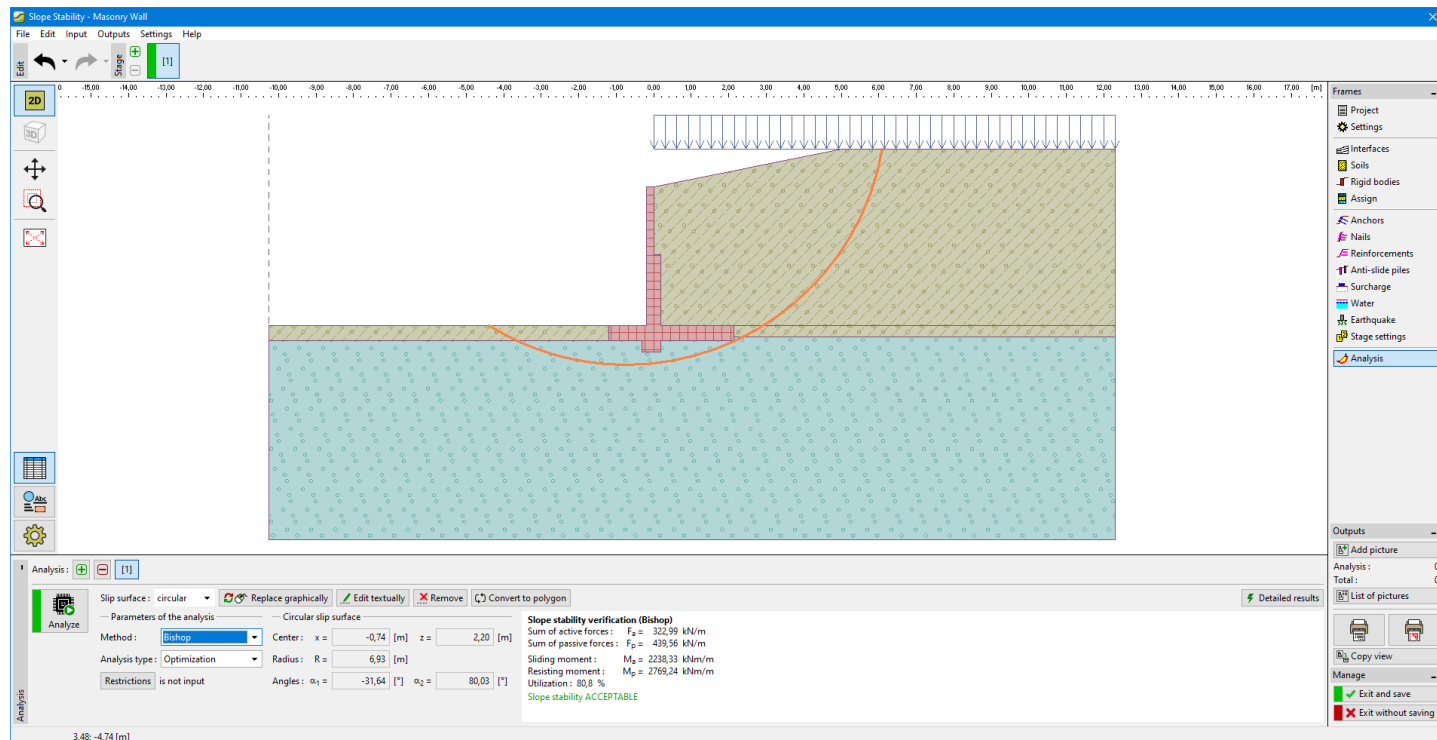 Slope Stability - Masonry Wall
File Edit Input Outputs Settings Help
Edit
Stage
[1]
2D
0 -15,00 -14,00 -13,00 -12,00 -11,00 -10,00 -9,00 -8,00 -7,00 -6,00 -5,00 -4,00 -3,00 -2,00 -1,00 0,00 1,00 2,00 3,00 4,00 5,00 6,00 7,00 8,00 9,00 10,00 11,00 12,00 13,00 14,00 15,00 16,00 17,00 [m]
3D
Abc
Frames
Project
Settings
Interfaces
Soils
Rigid bodies
Assign
Anchors
Nails
Reinforcements
Anti-slide piles
Surcharge
Water
Earthquake
Stage settings
Analysis
Outputs
Add picture
Analysis : 0
Total : 0
List of pictures
Copy view
Manage
Exit and save
Exit without saving
Analysis : [1]
Analyze
Slip surface : circular Replace graphically Edit textually Remove Convert to polygon Detailed results
Parameters of the analysis
Method : Bishop
Analysis type : Optimization
Restrictions is not input
Circular slip surface
Center : x = -0,74 [m] z = 2,20 [m]
Radius : R = 6,93 [m]
Angles : α1 = -31,64 [°] α2 = 80,03 [°]
Slope stability verification (Bishop)
Sum of active forces : Fa = 322,99 kN/m
Sum of passive forces : Fp = 439,56 kN/m
Sliding moment : Ma = 2238,33 kNm/m
Resisting moment : Mp = 2769,24 kNm/m
Utilization : 80,8 %
Slope stability ACCEPTABLE
Analysis
3,48; -4,74 [m]